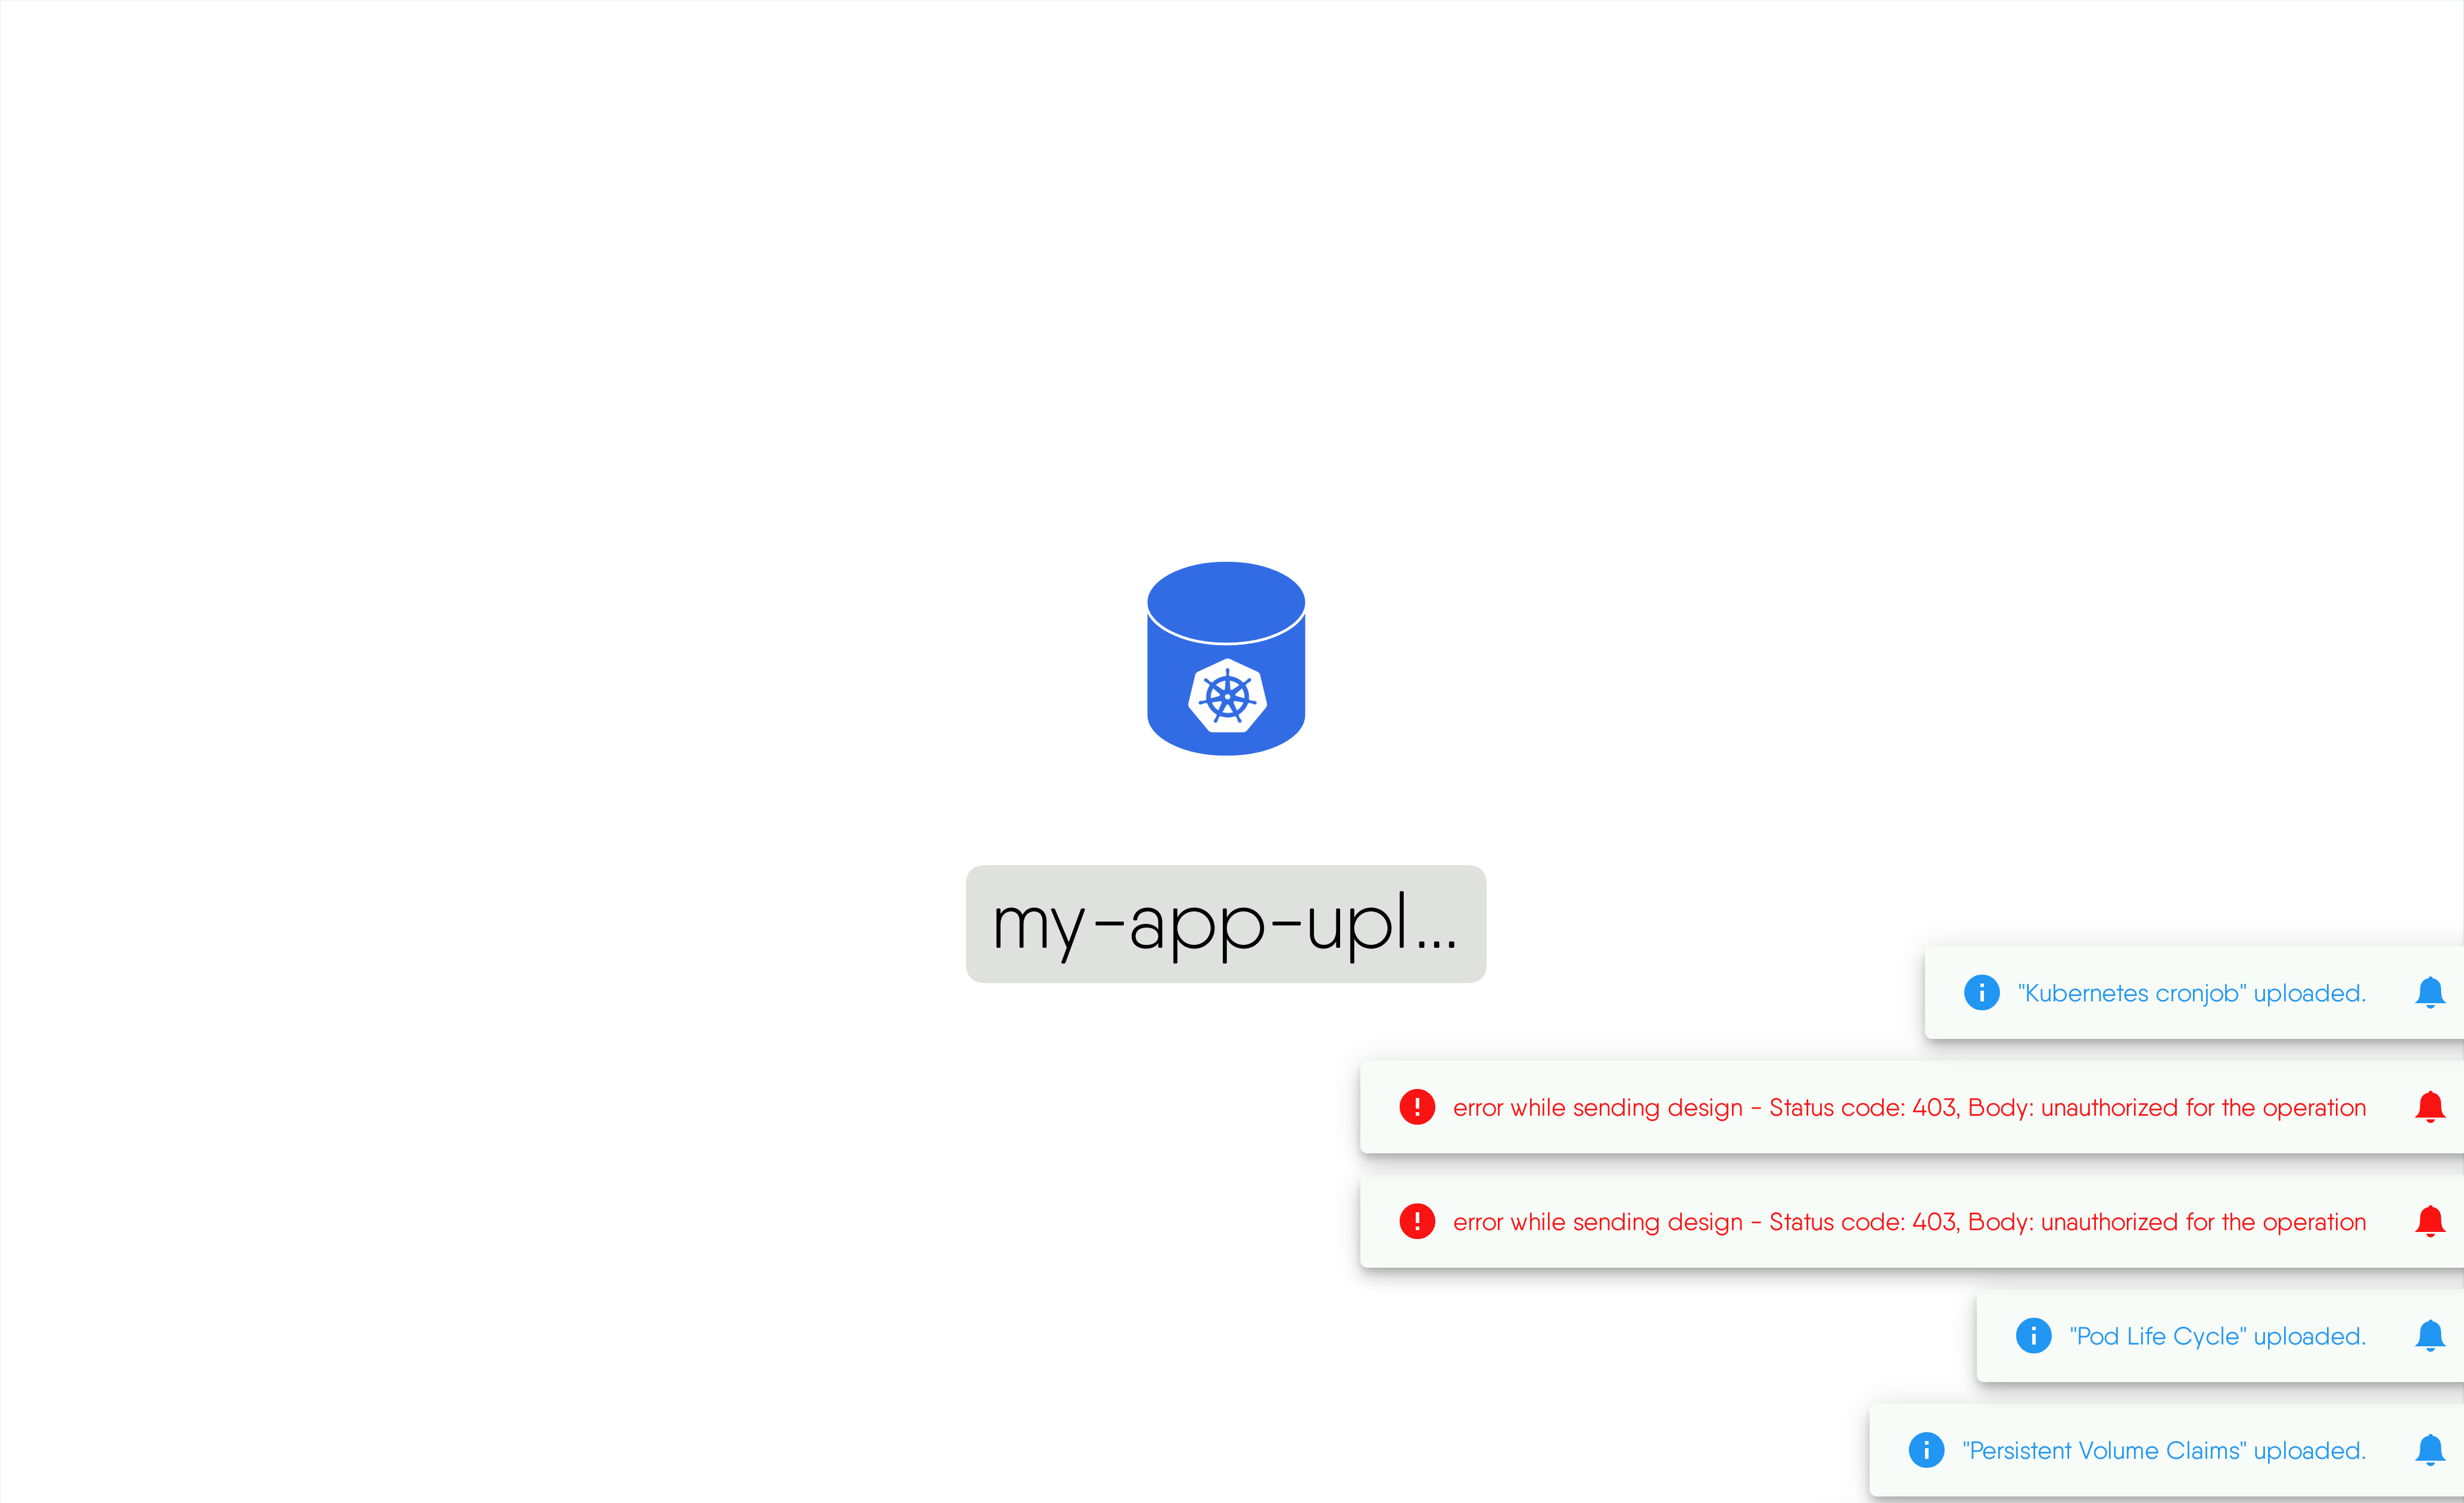 my-app-upl...
"Kubernetes cronjob" uploaded.
error while sending design - Status code: 403, Body: unauthorized for the operation
error while sending design - Status code: 403, Body: unauthorized for the operation
"Pod Life Cycle" uploaded.
"Persistent Volume Claims" uploaded.